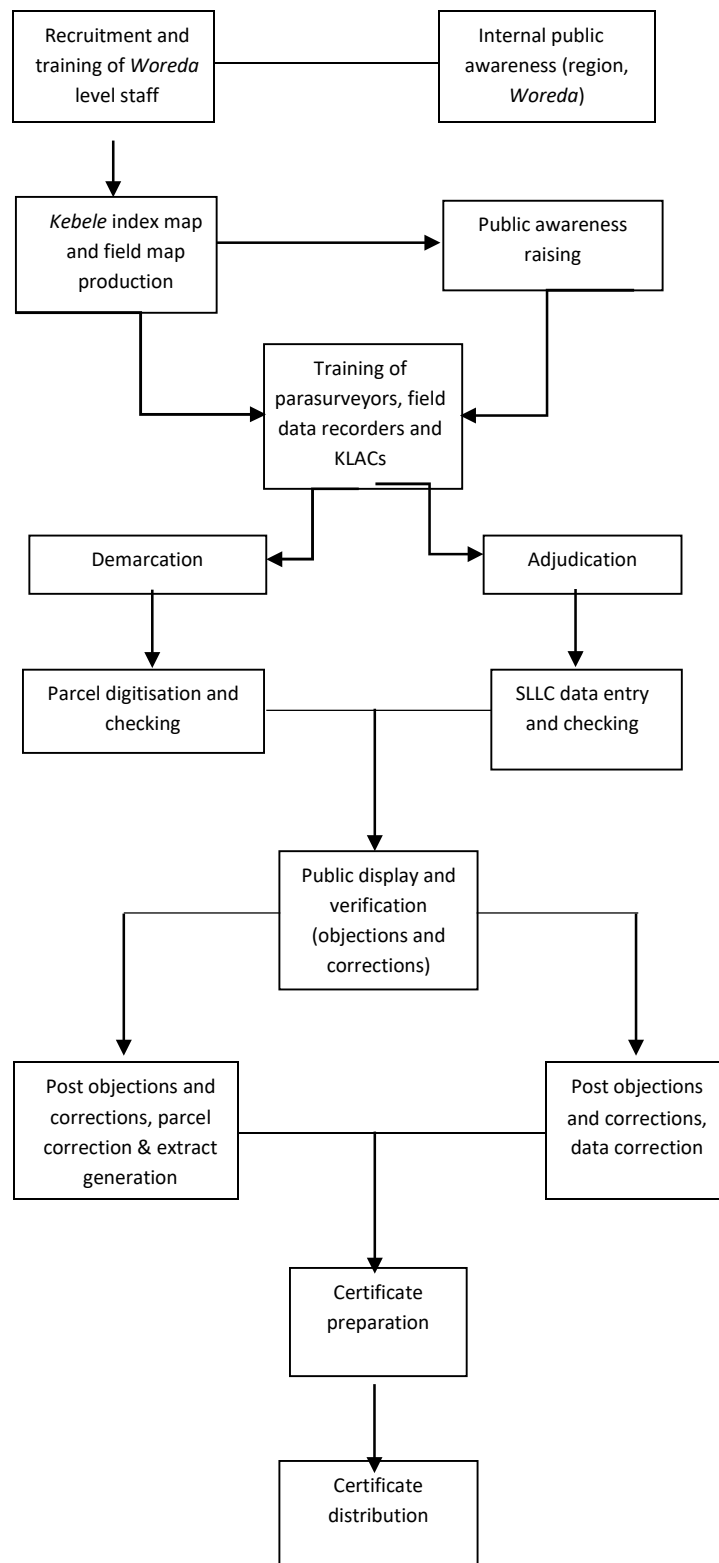 Recruitment and
training of Woreda
level staff
Internal public
awareness (region,
Woreda)
Kebele index map
and field map
production
Public awareness
raising
Training of
parasurveyors, field
data recorders and
KLACs
Demarcation
Adjudication
Parcel digitisation and
checking
SLLC data entry
and checking
Public display and
verification
(objections and
corrections)
Post objections and
corrections, parcel
correction & extract
generation
Post objections
and corrections,
data correction
Certificate
preparation
Certificate
distribution